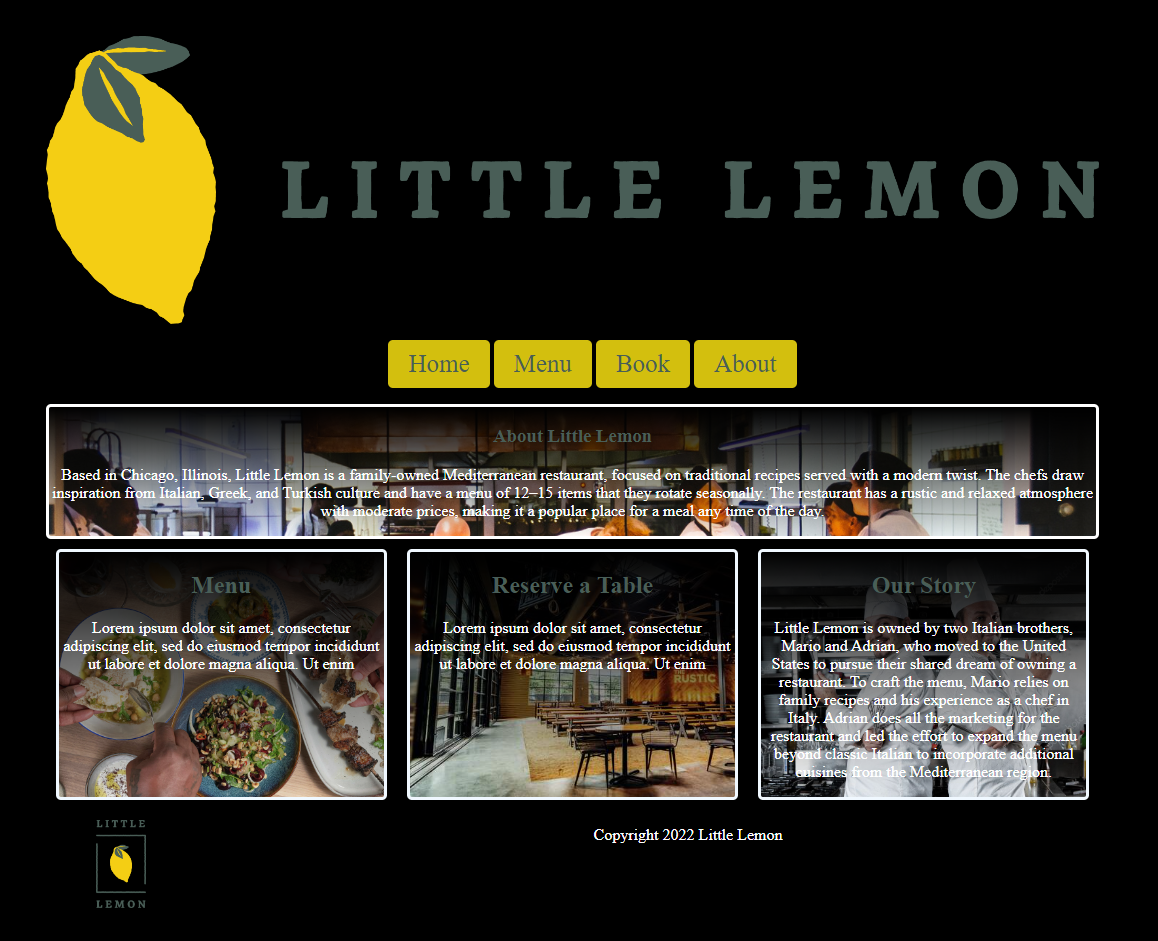 LITTLE LEMON
Home Menu Book About
About Little Lemon
Based in Chicago, Illinois, Little Lemon is a family-owned Mediterranean restaurant, focused on traditional recipes served with a modern twist. The chefs draw
inspiration from Italian, Greek, and Turkish culture and have a menu of 12–15 items that they rotate seasonally. The restaurant has a rustic and relaxed atmosphere
with moderate prices, making it a popular place for a meal any time of the day.
Menu
Lorem ipsum dolor sit amet, consectetur
adipiscing elit, sed do eiusmod tempor incididunt
ut labore et dolore magna aliqua. Ut enim
Reserve a Table
Lorem ipsum dolor sit amet, consectetur
adipiscing elit, sed do eiusmod tempor incididunt
ut labore et dolore magna aliqua. Ut enim
RUSTIC
Our Story
Little Lemon is owned by two Italian brothers,
Mario and Adrian, who moved to the United
States to pursue their shared dream of owning a
restaurant. To craft the menu, Mario relies on
family recipes and his experience as a chef in
Italy. Adrian does all the marketing for the
restaurant and led the effort to expand the menu
beyond classic Italian to incorporate additional
cuisines from the Mediterranean region.
LITTLE
LEMON
Copyright 2022 Little Lemon